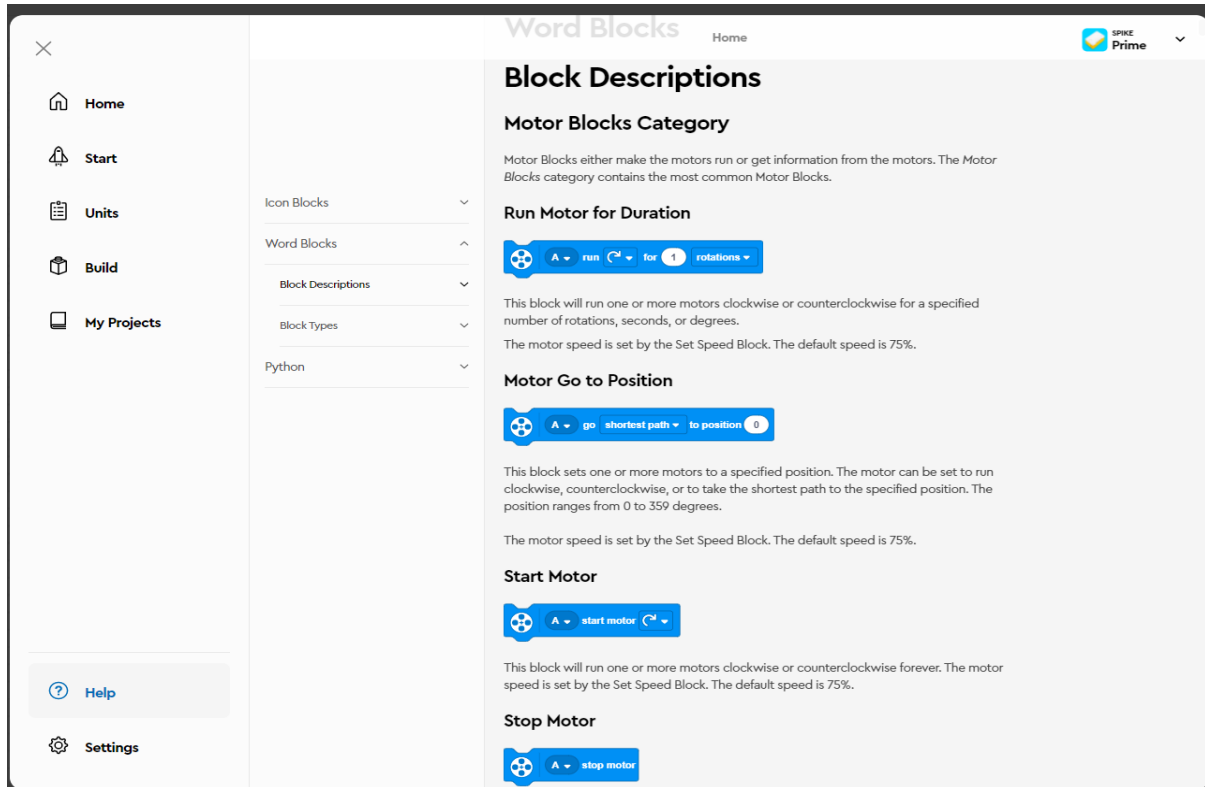 Word Blocks
Home
SPIKE
Prime
Home
Start
Units
Build
My Projects
Help
Settings
Icon Blocks
Word Blocks
Block Descriptions
Block Types
Python
Block Descriptions
Motor Blocks Category
Motor Blocks either make the motors run or get information from the motors. The Motor
Blocks category contains the most common Motor Blocks.
Run Motor for Duration
A run for 1 rotations
This block will run one or more motors clockwise or counterclockwise for a specified
number of rotations, seconds, or degrees.
The motor speed is set by the Set Speed Block. The default speed is 75%.
Motor Go to Position
A go shortest path to position 0
This block sets one or more motors to a specified position. The motor can be set to run
clockwise, counterclockwise, or to take the shortest path to the specified position. The
position ranges from 0 to 359 degrees.
The motor speed is set by the Set Speed Block. The default speed is 75%.
Start Motor
A start motor
This block will run one or more motors clockwise or counterclockwise forever. The motor
speed is set by the Set Speed Block. The default speed is 75%.
Stop Motor
A stop motor